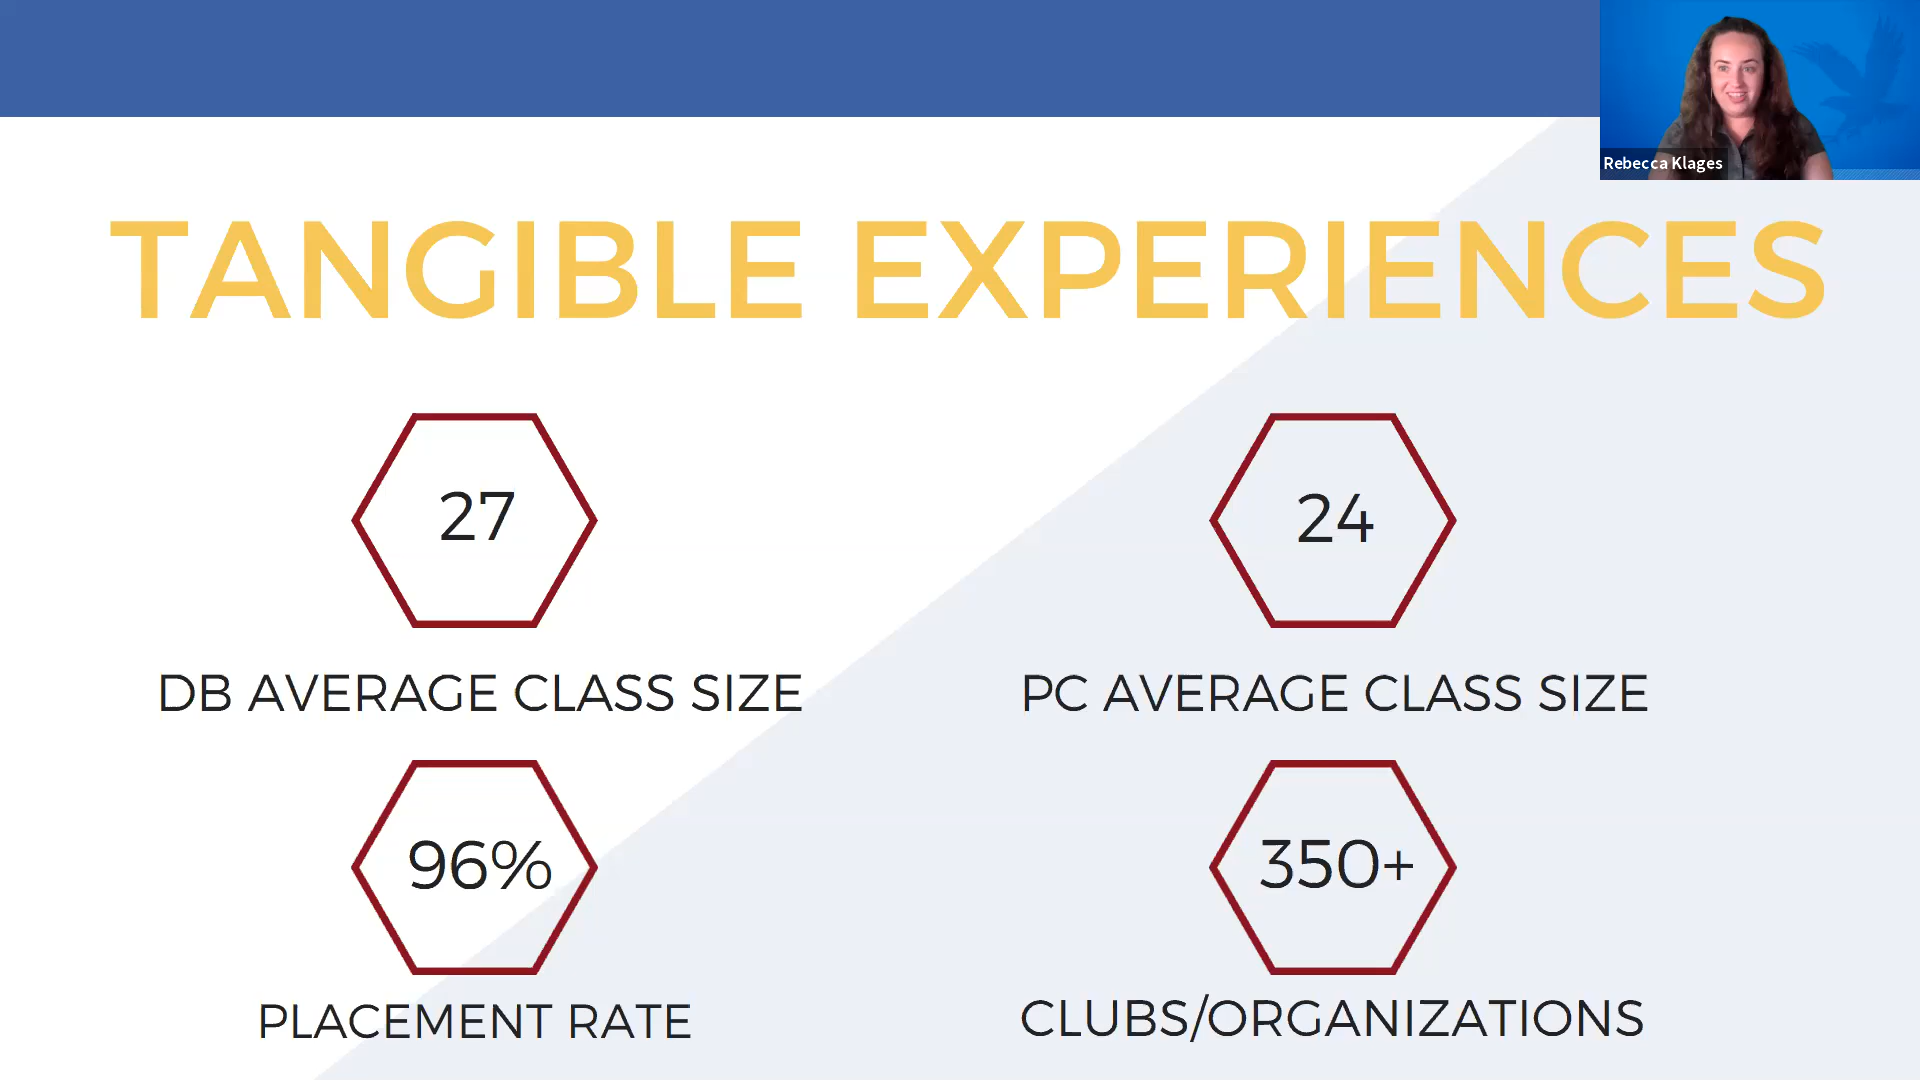 Rebecca Klages
TANGIBLE EXPERIENCES
27
24
DB AVERAGE CLASS SIZE
PC AVERAGE CLASS SIZE
96%
350+
PLACEMENT RATE
CLUBS/ORGANIZATIONS